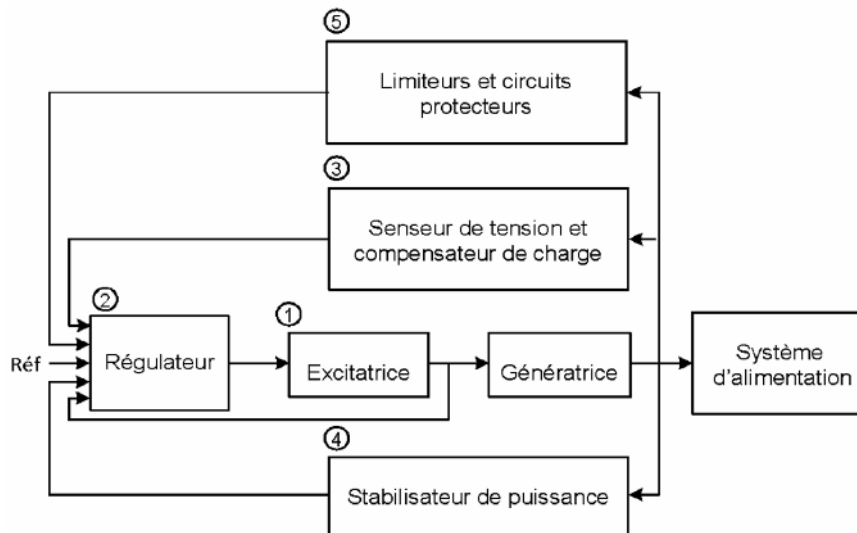 ⑤
Limiteurs et circuits
protecteurs
③
Senseur de tension et
compensateur de charge
②
①
Réf
Régulateur
Excitatrice
Génératrice
Système
d'alimentation
④
Stabilisateur de puissance